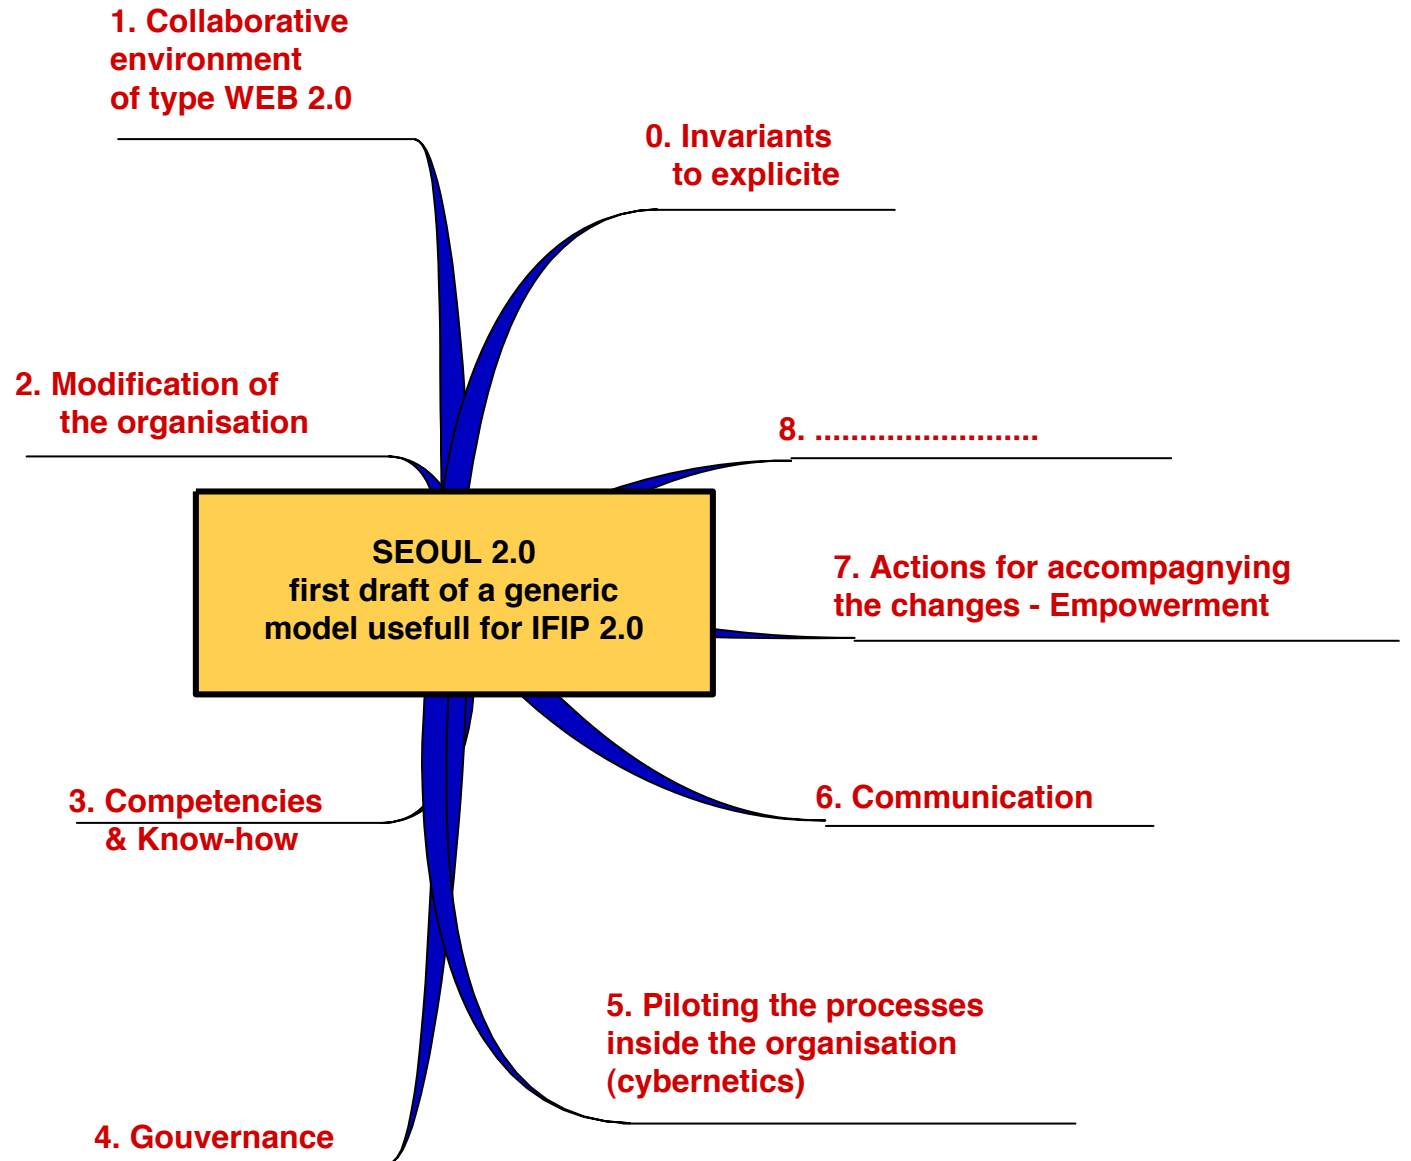 1. Collaborative
environment
of type WEB 2.0
0. Invariants
to explicite
2. Modification of
the organisation
8. .........................
SEOUL 2.0
first draft of a generic
model usefull for IFIP 2.0
7. Actions for accompagnying
the changes - Empowerment
3. Competencies
& Know-how
6. Communication
5. Piloting the processes
inside the organisation
(cybernetics)
4. Gouvernance